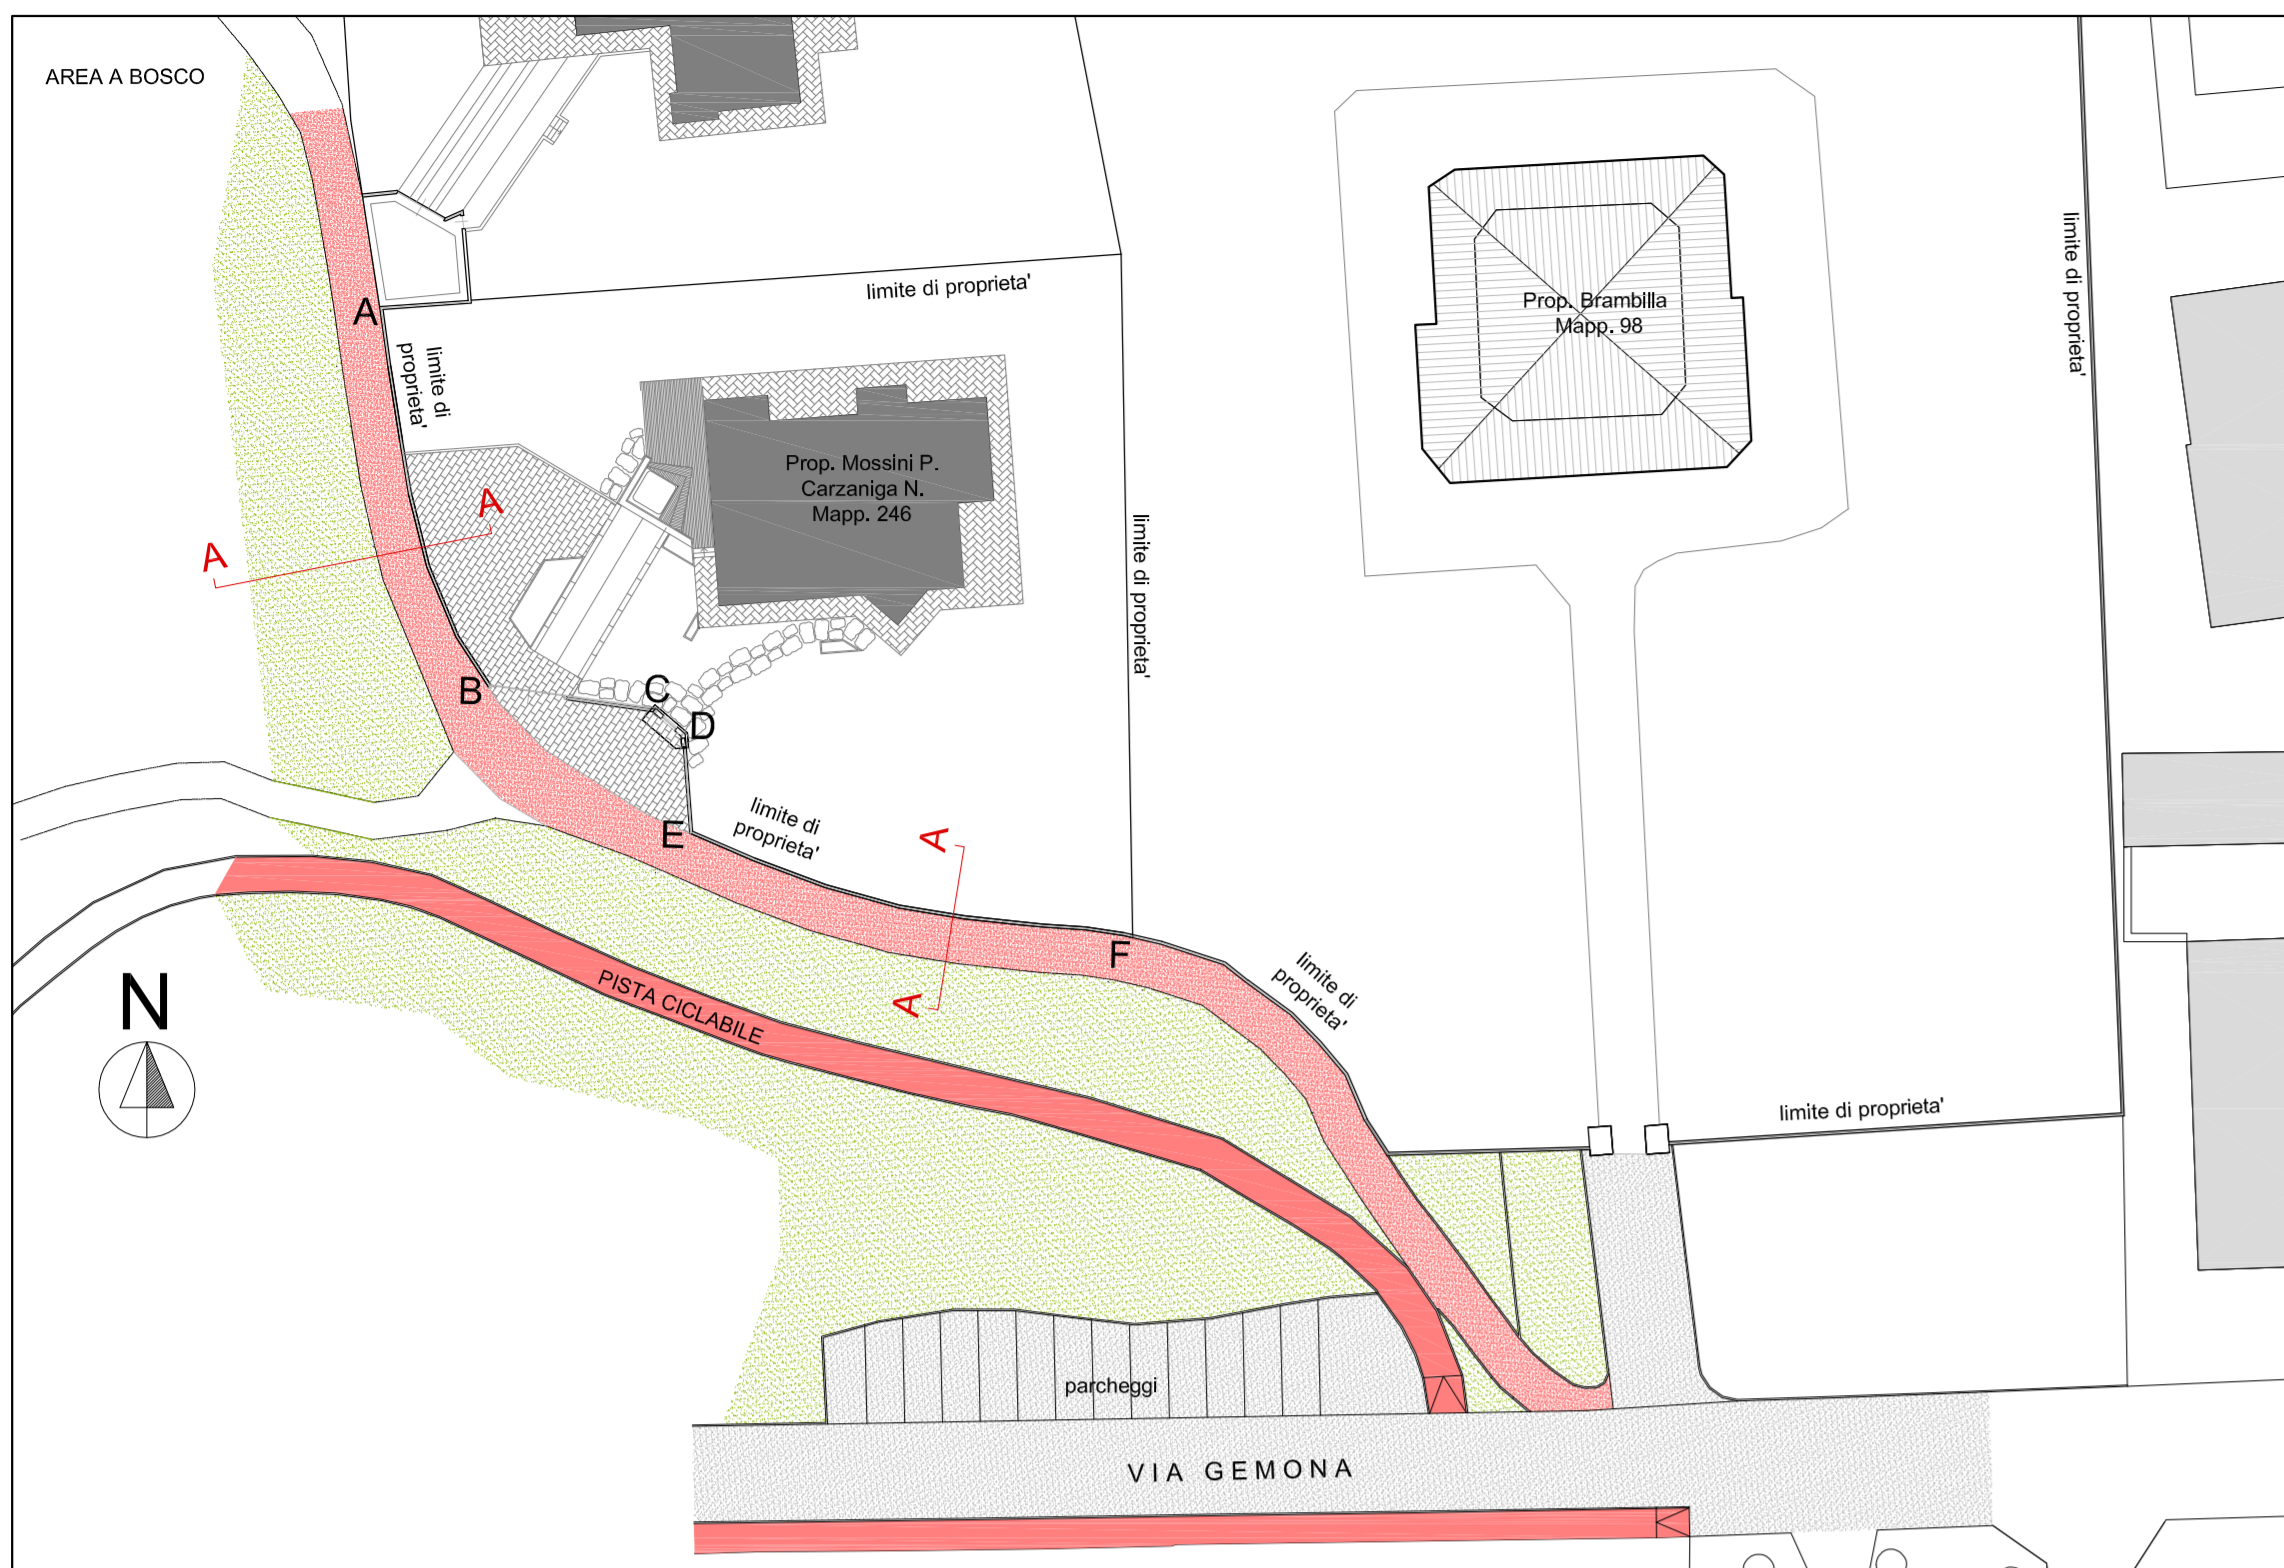 AREA A BOSCO
limite di proprieta'
Prop. Brambilla
Mapp. 98
limite di proprieta'
A
limite di
proprieta'
Prop. Mossini P.
Carzaniga N.
Mapp. 246
A
A
limite di proprieta'
B
C
D
E
limite di
proprieta'
A
A
F
limite di
proprieta'
PISTA CICLABILE
N
limite di proprieta'
parcheggi
VIA GEMONA